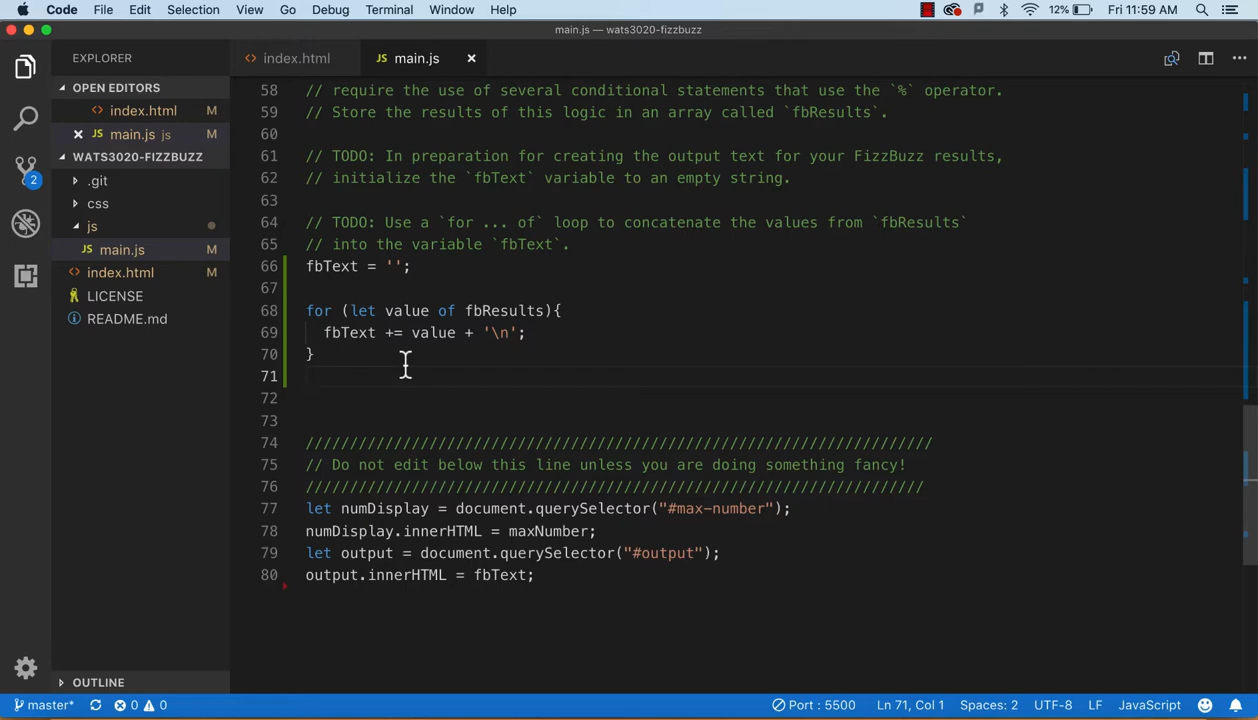 Code File Edit Selection View Go Debug Terminal Window Help 12% Fri 11:59 AM
main.js — wats3020-fizzbuzz
EXPLORER
index.html
JS main.js
OPEN EDITORS
index.html M
JS main.js js M
WATS3020-FIZZBUZZ
.git
css
js
JS main.js M
index.html M
LICENSE
README.md
2
58 // require the use of several conditional statements that use the `%` operator.
59 // Store the results of this logic in an array called `fbResults`.
60
61 // TODO: In preparation for creating the output text for your FizzBuzz results,
62 // initialize the `fbText` variable to an empty string.
63
64 // TODO: Use a `for ... of` loop to concatenate the values from `fbResults`
65 // into the variable `fbText`.
66 fbText = '';
67
68 for (let value of fbResults){
69 fbText += value + '\n';
70 }
71
72
73
74 ///////////////////////////////////////////////////////////////////////
75 // Do not edit below this line unless you are doing something fancy!
76 //////////////////////////////////////////////////////////////////////
77 let numDisplay = document.querySelector("#max-number");
78 numDisplay.innerHTML = maxNumber;
79 let output = document.querySelector("#output");
80 output.innerHTML = fbText;
OUTLINE
master* 0 0 Port : 5500 Ln 71, Col 1 Spaces: 2 UTF-8 LF JavaScript